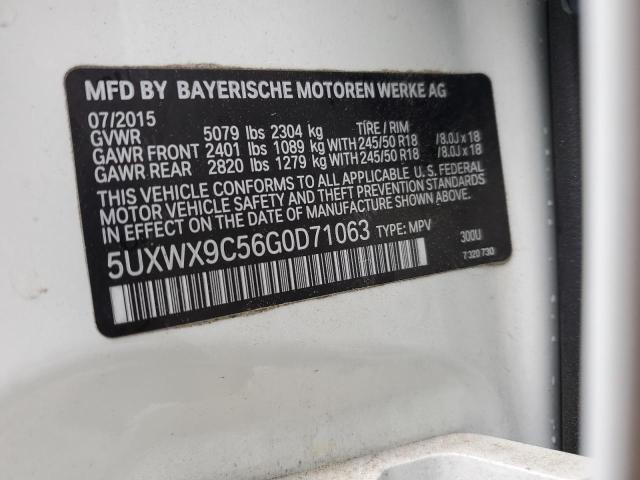 MFD BY BAYERISCHE MOTOREN WERKE AG
07/2015
GVWR 5079 lbs 2304 kg TIRE / RIM
GAWR FRONT 2401 lbs 1089 kg WITH 245/50 R18 /8.0J x 18
GAWR REAR 2820 lbs 1279 kg WITH 245/50 R18 /8.0J x 18
THIS VEHICLE CONFORMS TO ALL APPLICABLE U. S. FEDERAL
MOTOR VEHICLE SAFETY AND THEFT PREVENTION STANDARDS
IN EFFECT ON THE DATE OF MANUFACTURE SHOWN ABOVE.
5UXWX9C56G0D71063 TYPE: MPV 300U
7 320 730